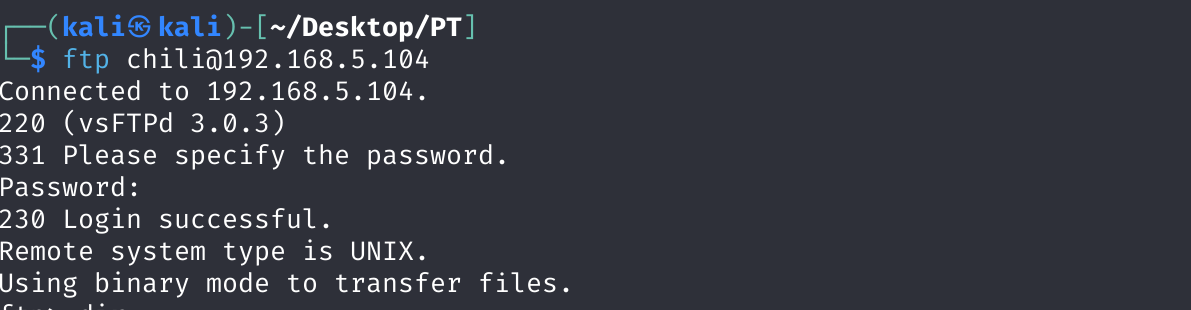 ┌──(kali㉿kali)-[~/Desktop/PT]
└─$ ftp chili@192.168.5.104
Connected to 192.168.5.104.
220 (vsFTPd 3.0.3)
331 Please specify the password.
Password:
230 Login successful.
Remote system type is UNIX.
Using binary mode to transfer files.